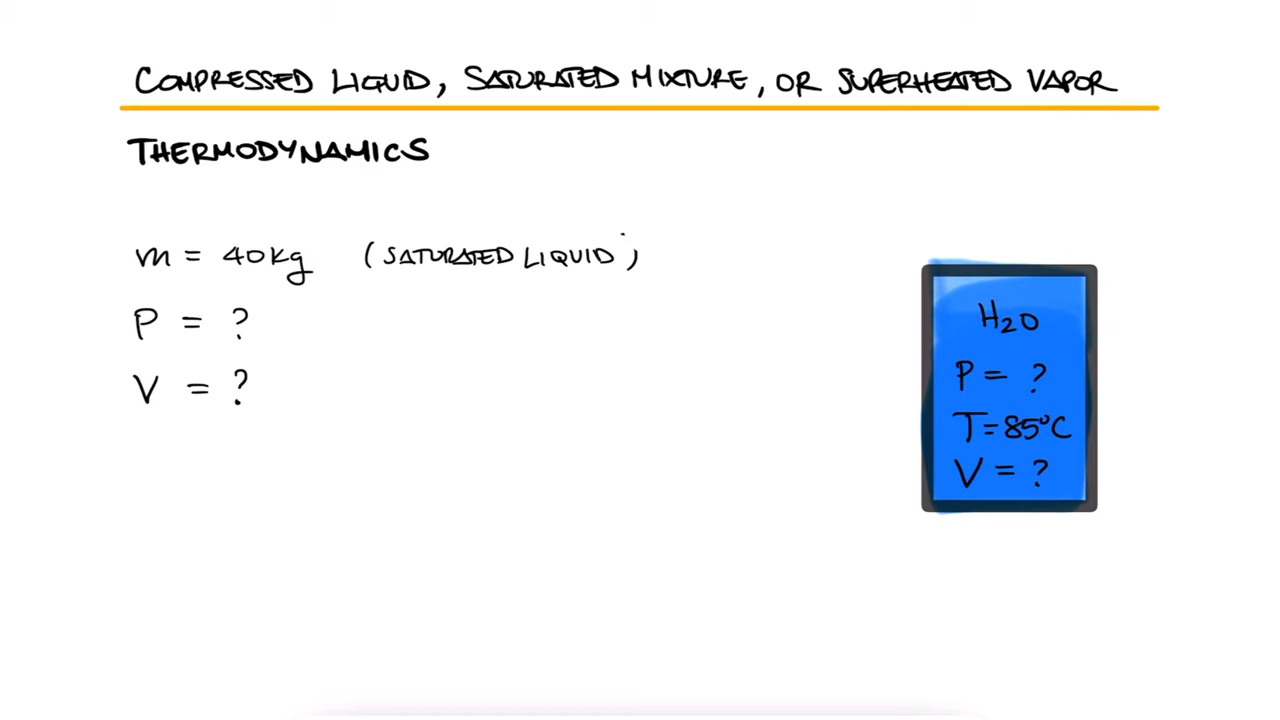 COMPRESSED LIQUID, SATURATED MIXTURE, OR SUPERHEATED VAPOR
THERMODYNAMICS
m = 40kg (SATURATED LIQUID)
P = ?
V = ?
H₂O
P = ?
T=85°C
V = ?